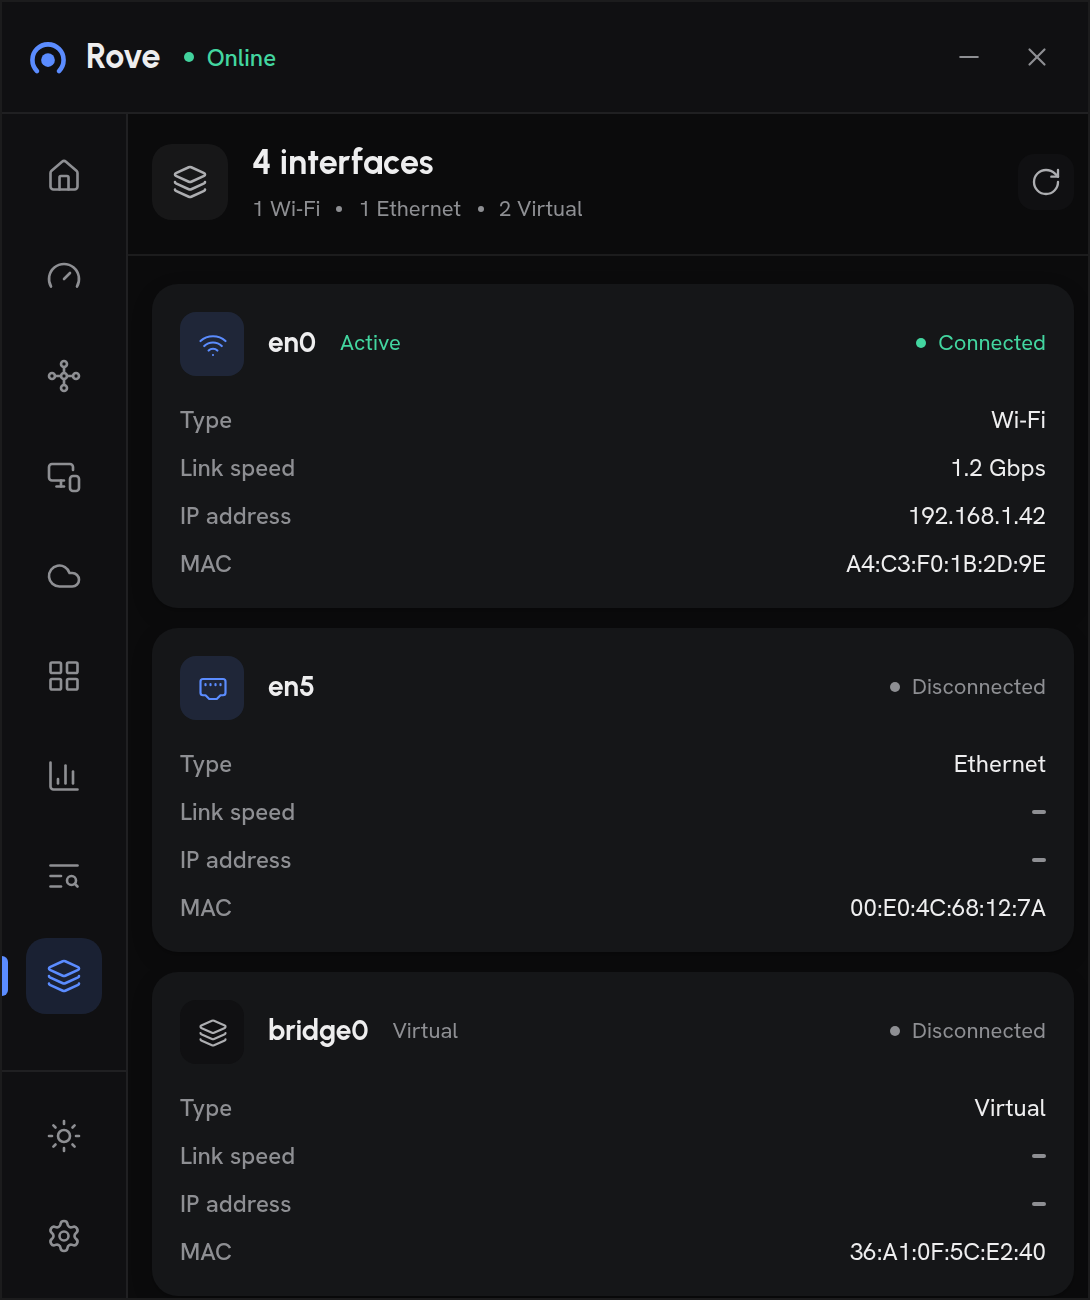 Rove • Online
4 interfaces
1 Wi-Fi • 1 Ethernet • 2 Virtual
en0 Active • Connected
Type Wi-Fi
Link speed 1.2 Gbps
IP address 192.168.1.42
MAC A4:C3:F0:1B:2D:9E
en5 • Disconnected
Type Ethernet
Link speed –
IP address –
MAC 00:E0:4C:68:12:7A
bridge0 Virtual • Disconnected
Type Virtual
Link speed –
IP address –
MAC 36:A1:0F:5C:E2:40